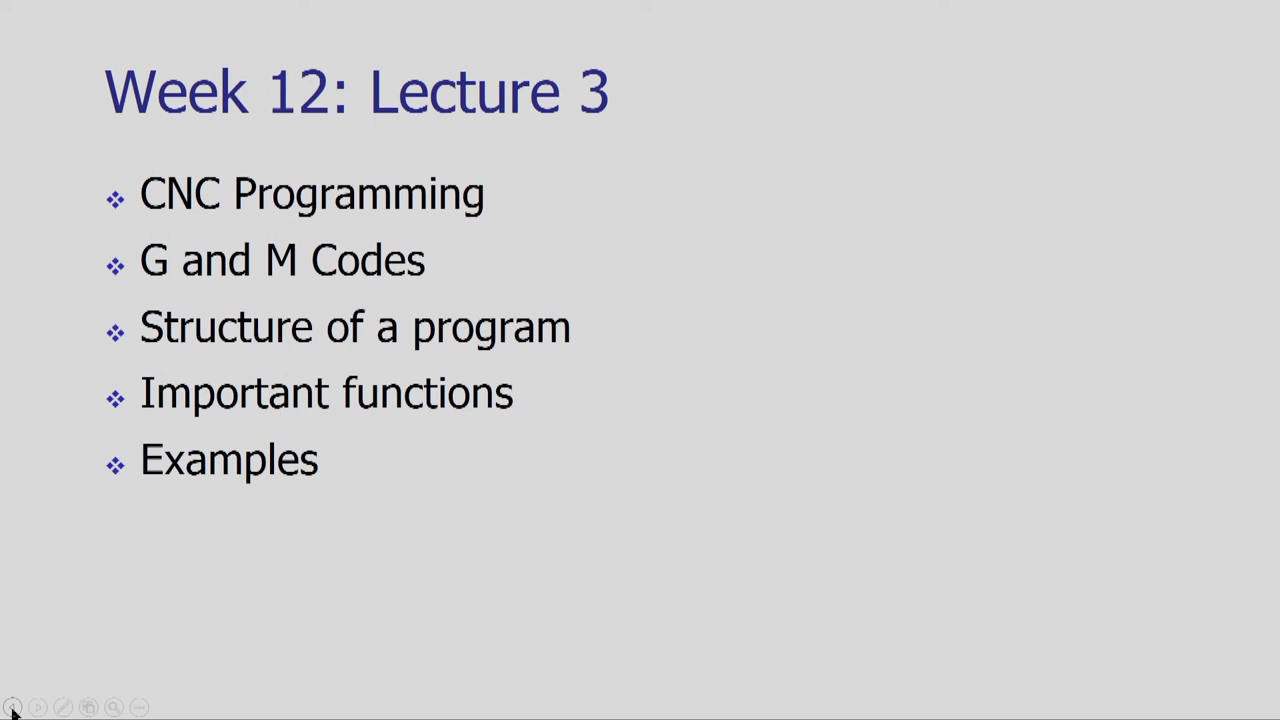 Week 12: Lecture 3
CNC Programming
G and M Codes
Structure of a program
Important functions
Examples